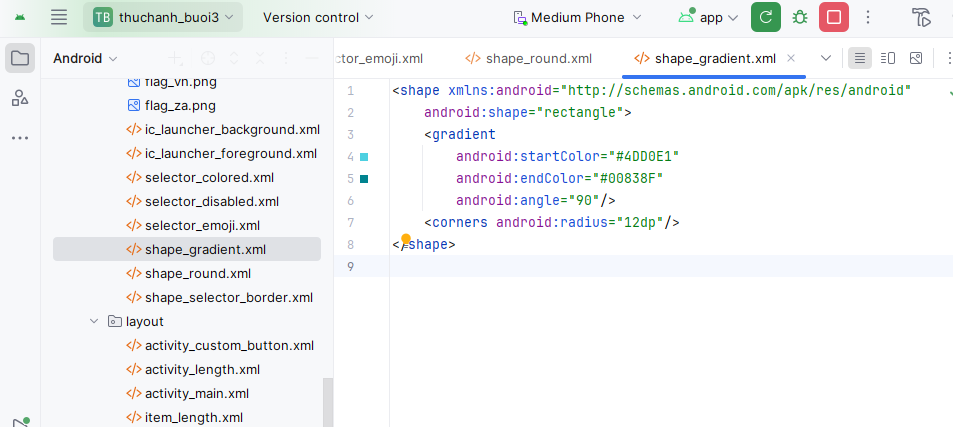 TB thuchanh_buoi3 Version control Medium Phone app
Android
ctor_emoji.xml shape_round.xml shape_gradient.xml
flag_vn.png
flag_za.png
ic_launcher_background.xml
ic_launcher_foreground.xml
selector_colored.xml
selector_disabled.xml
selector_emoji.xml
shape_gradient.xml
shape_round.xml
shape_selector_border.xml
layout
activity_custom_button.xml
activity_length.xml
activity_main.xml
item_length.xml
1 <shape xmlns:android="http://schemas.android.com/apk/res/android"
2 android:shape="rectangle">
3 <gradient
4 android:startColor="#4DD0E1"
5 android:endColor="#00838F"
6 android:angle="90"/>
7 <corners android:radius="12dp"/>
8 </shape>
9